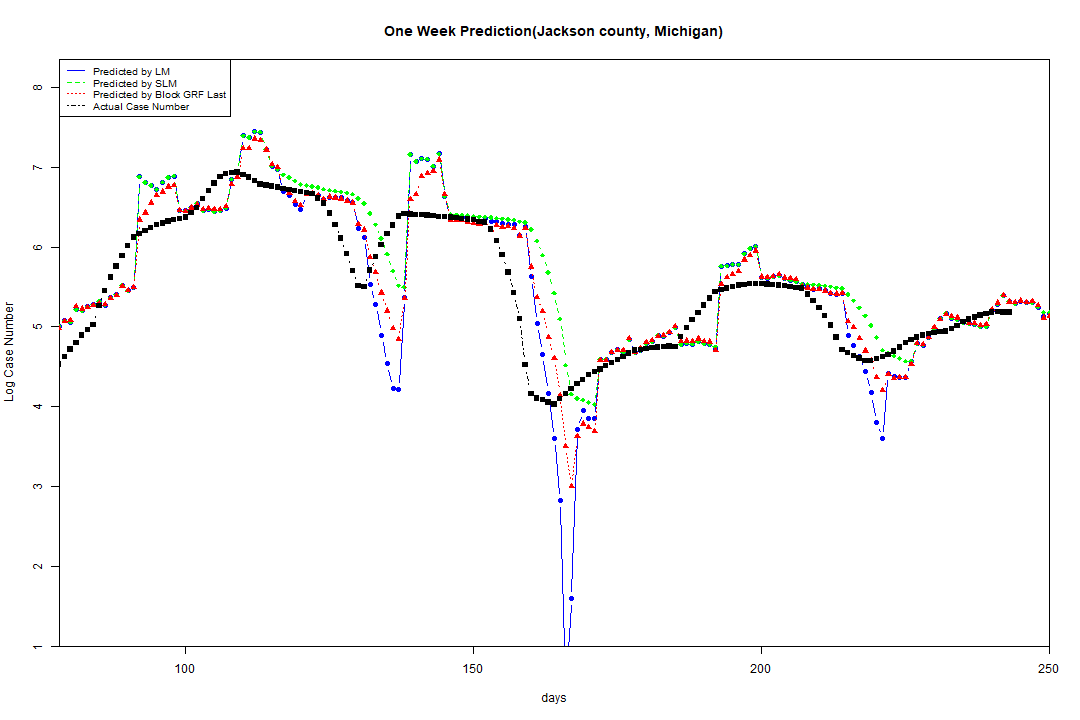 One Week Prediction(Jackson county, Michigan)
Predicted by LM
Predicted by SLM
Predicted by Block GRF Last
Actual Case Number
8
7
6
5
4
3
2
1
Log Case Number
100 150 200 250
days